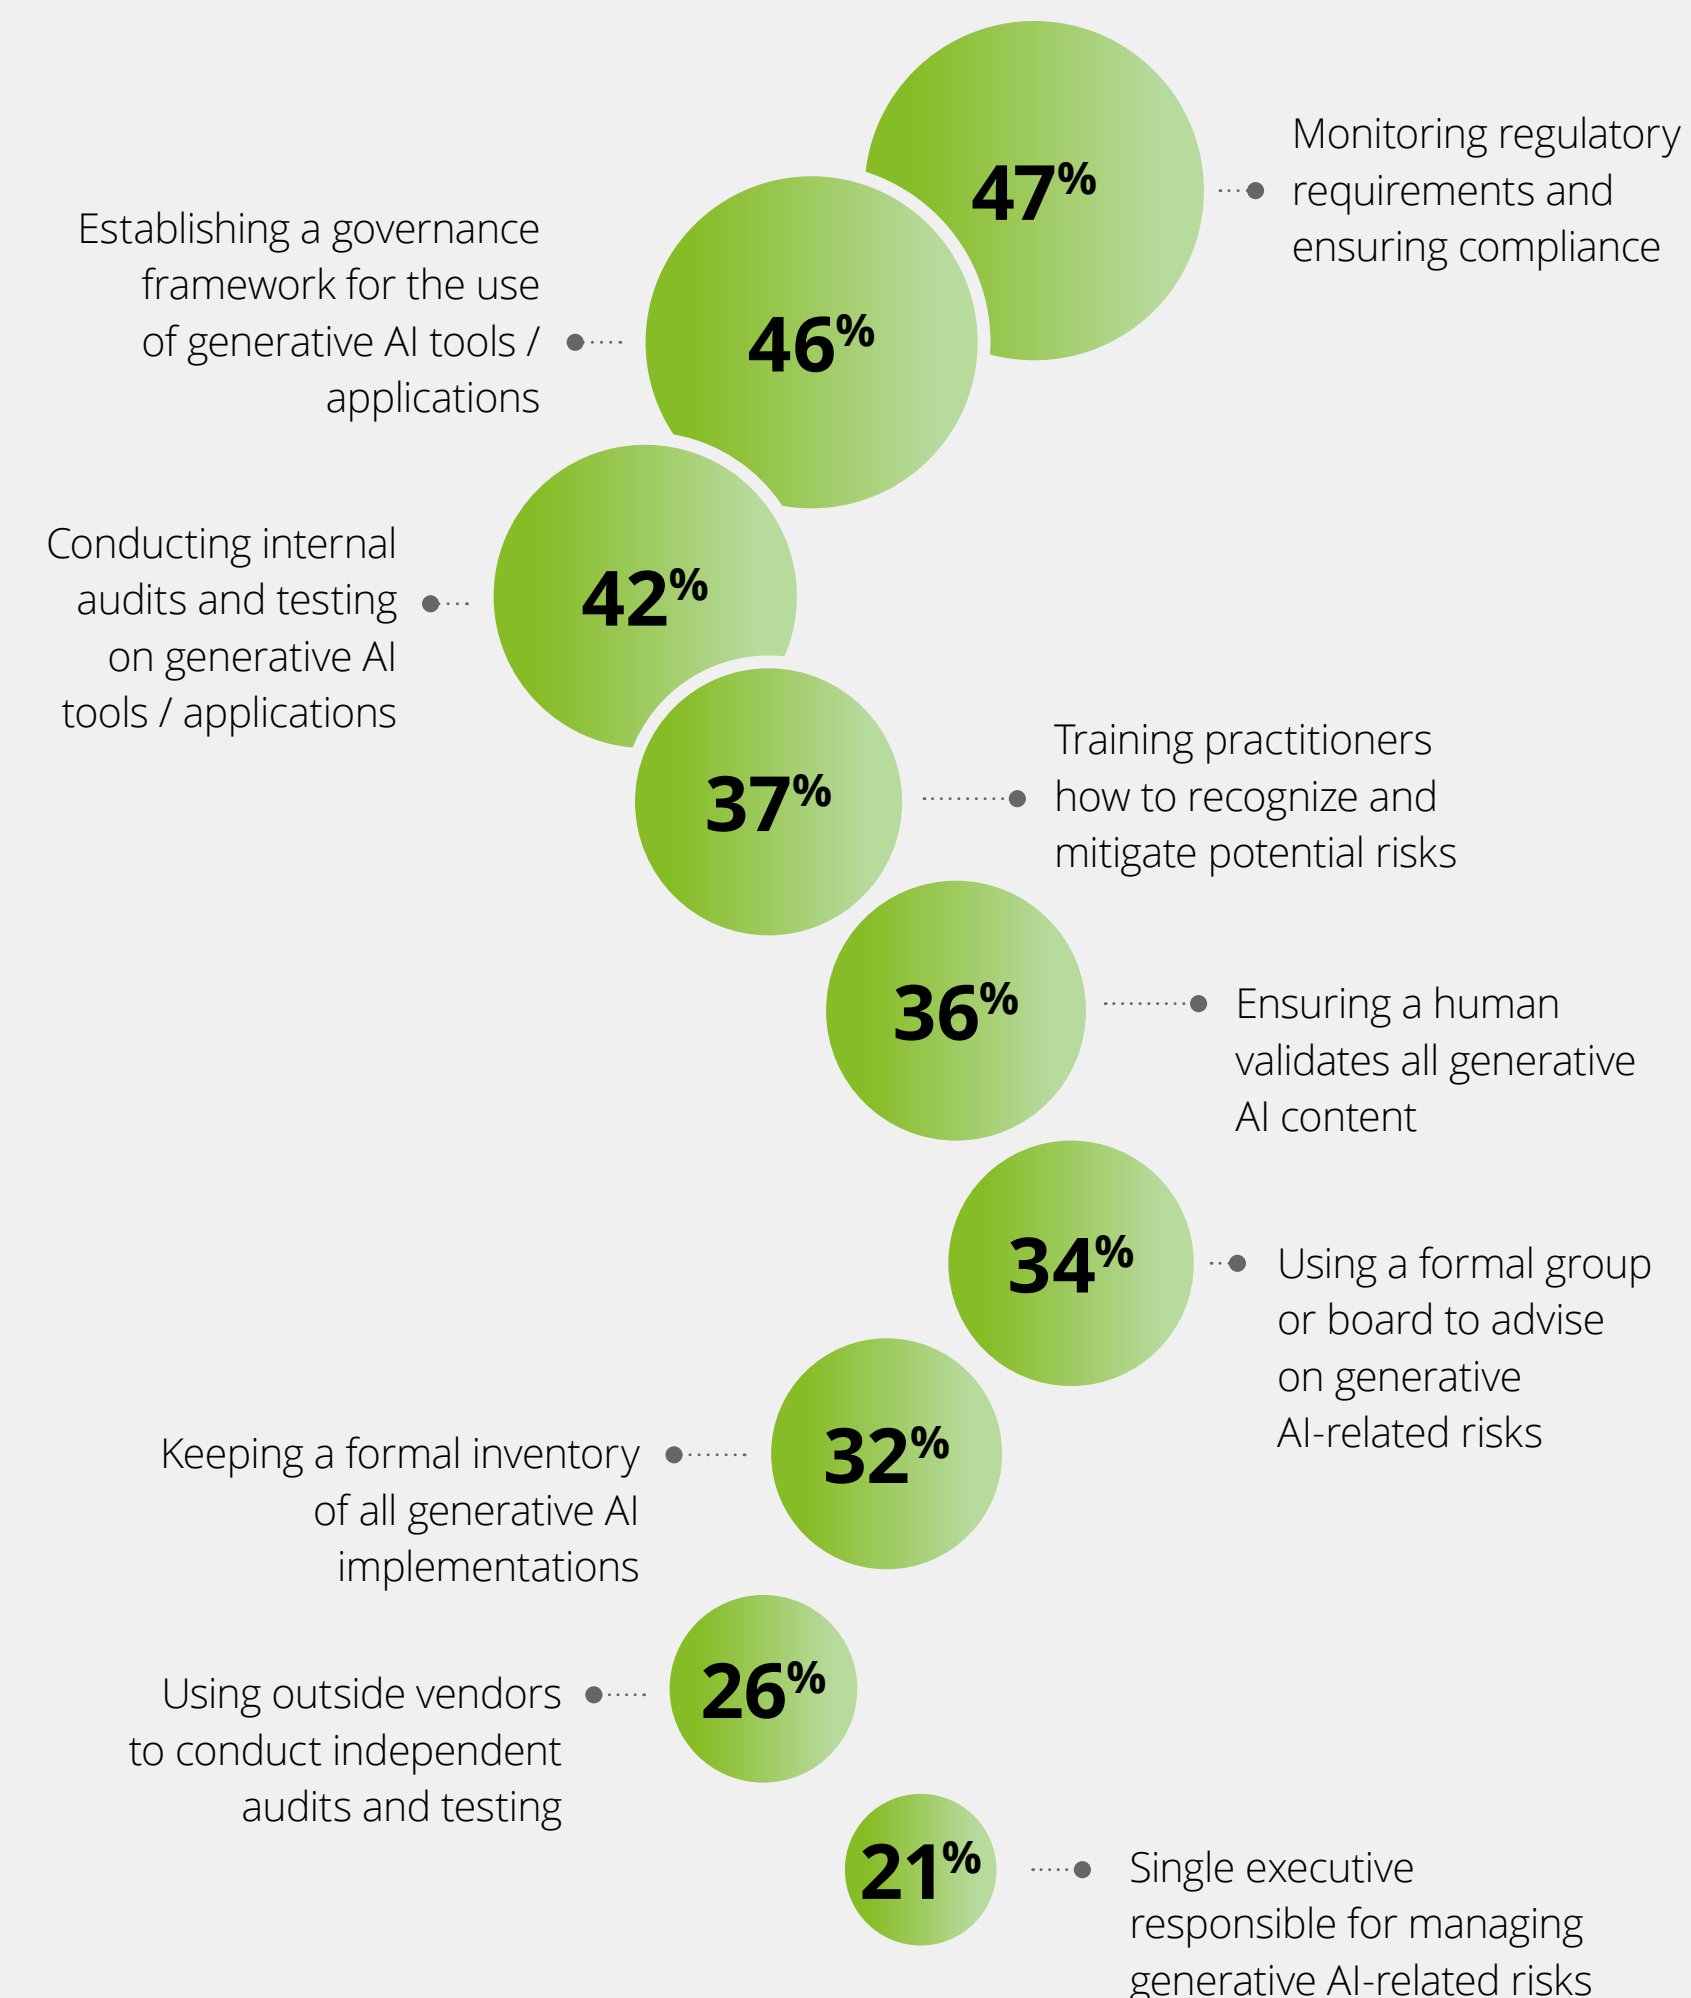 47%
Monitoring regulatory
requirements and
ensuring compliance
Establishing a governance
framework for the use
of generative AI tools /
applications
46%
Conducting internal
audits and testing
on generative AI
tools / applications
42%
37%
Training practitioners
how to recognize and
mitigate potential risks
36%
Ensuring a human
validates all generative
AI content
34%
Using a formal group
or board to advise
on generative
AI-related risks
Keeping a formal inventory
of all generative AI
implementations
32%
Using outside vendors
to conduct independent
audits and testing
26%
21%
Single executive
responsible for managing
generative AI-related risks